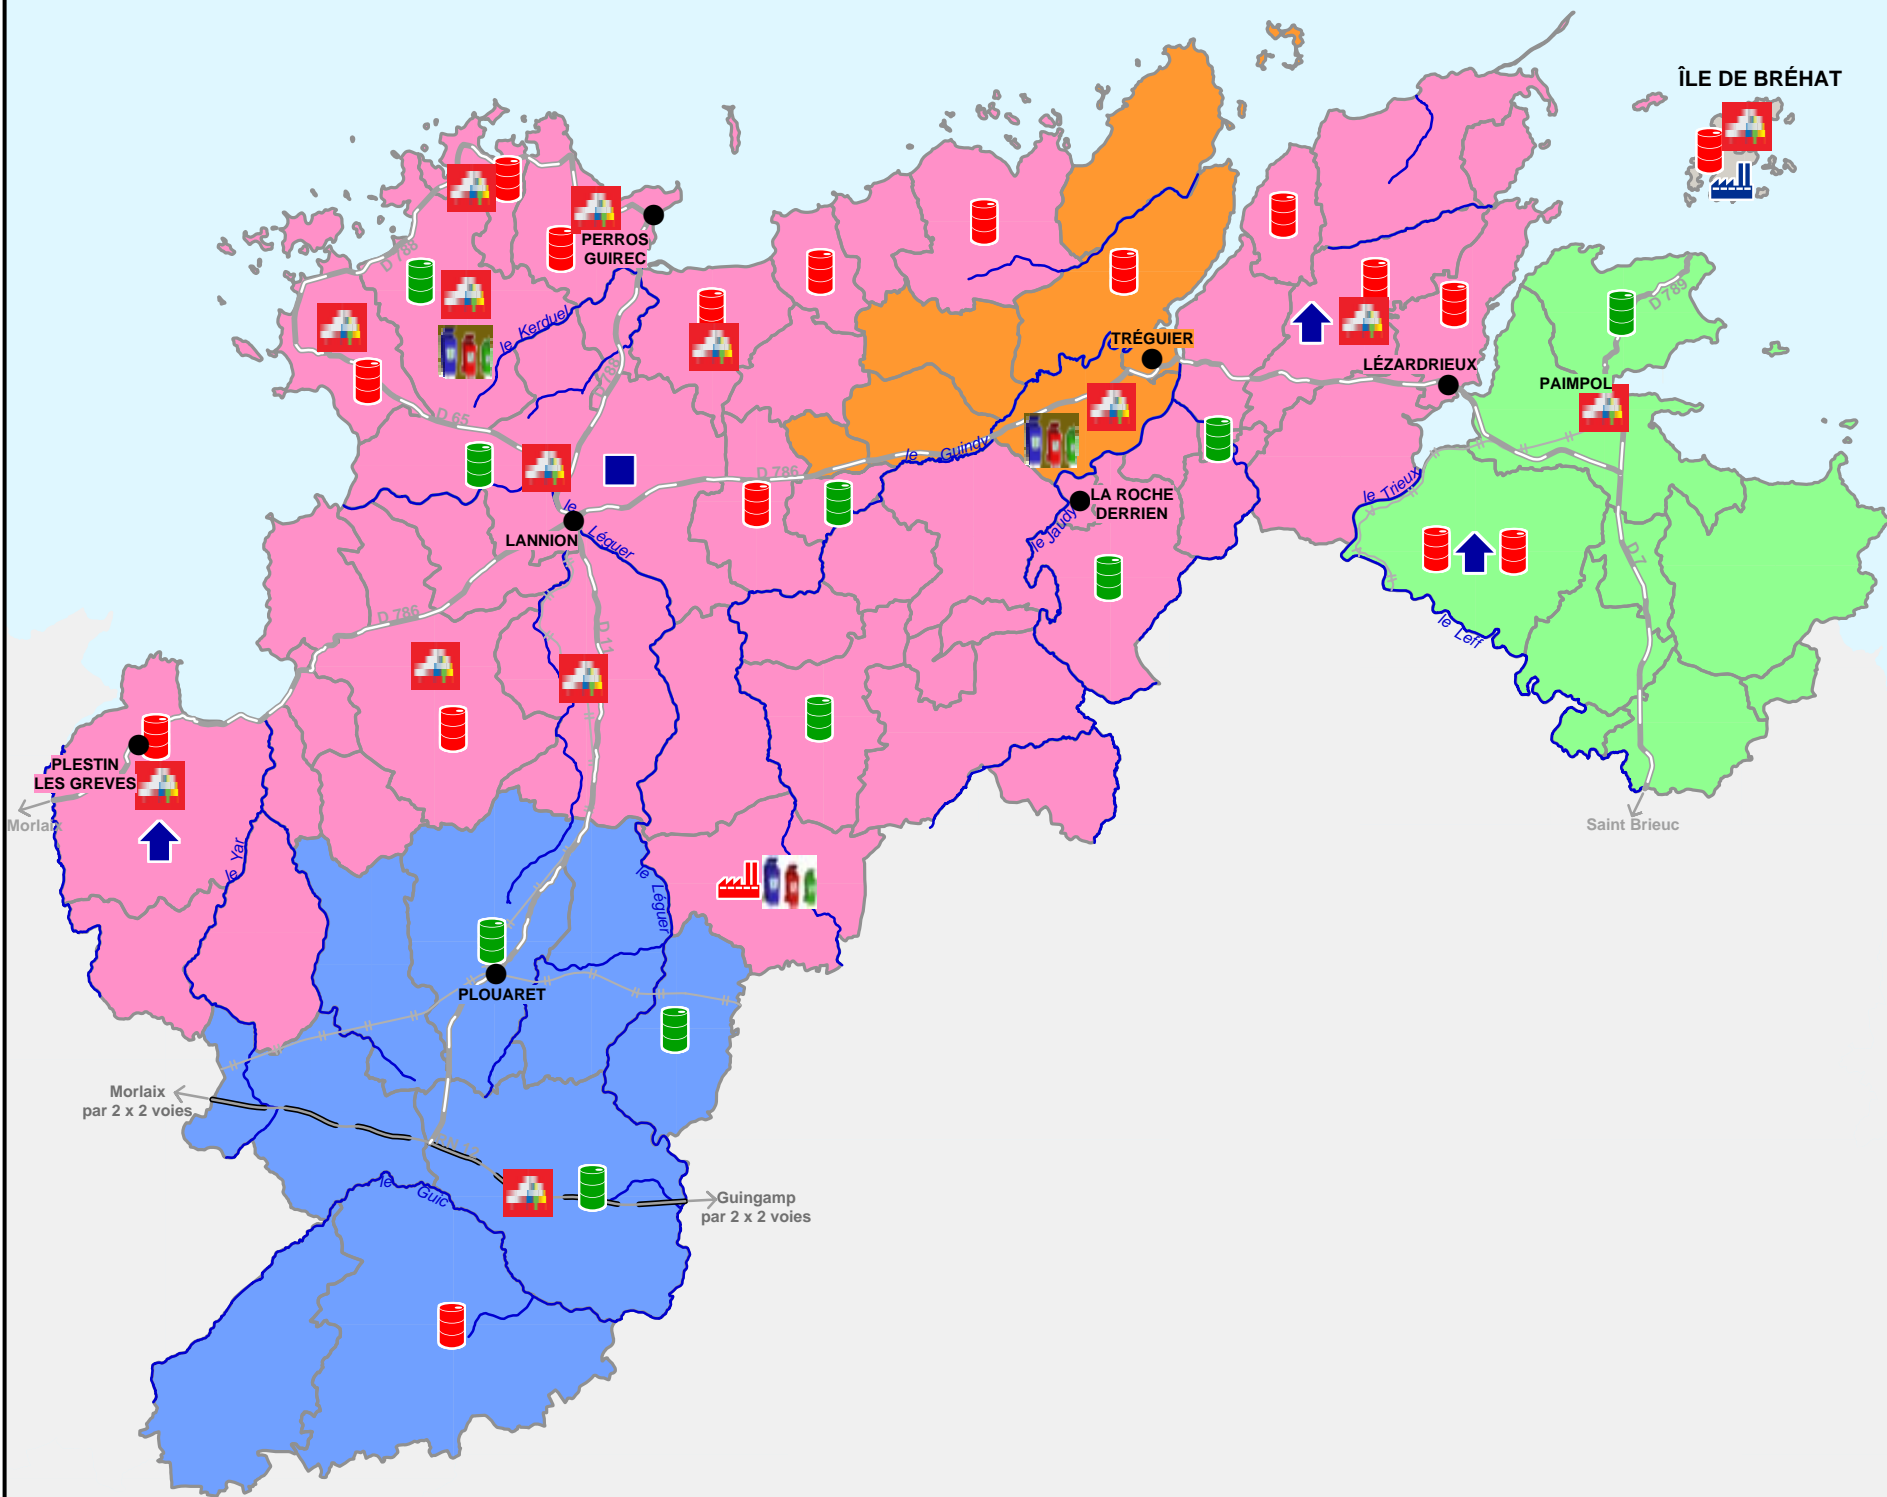 ÎLE DE BRÉHAT
PERROS
GUIREC
D 788
le Kerduel
D 788
D 789
TRÉGUIER
LÉZARDRIEUX
PAIMPOL
D 65
le Guindy
D 786
LA ROCHE
DERRIEN
le Trieux
le Jaudy
LANNION
le Léguer
D 7
D 786
D 11
le Leff
PLESTIN
LES GREVES
Morlaix
Saint Brieuc
le Yar
le Léguer
PLOUARET
Morlaix
par 2 x 2 voies
le Guic
Guingamp
par 2 x 2 voies